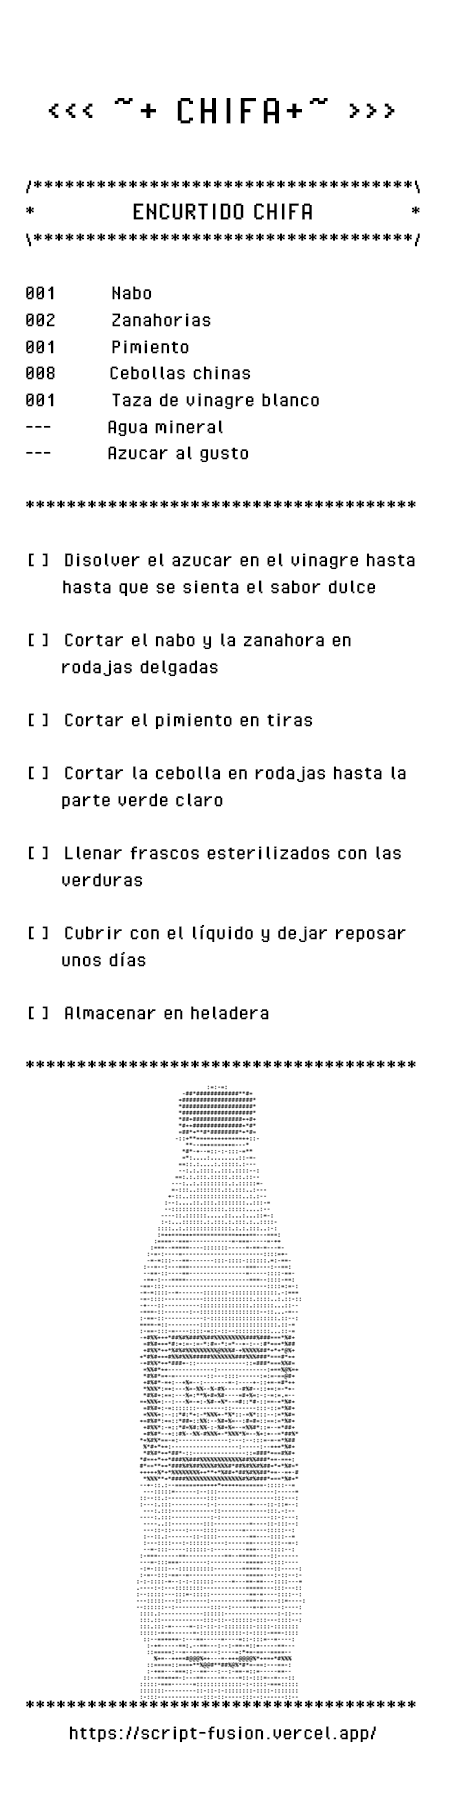 <<< ~+ CHIFA+~ >>>
/************************************\
* ENCURTIDO CHIFA *
\************************************/
001 Nabo
002 Zanahorias
001 Pimiento
008 Cebollas chinas
001 Taza de vinagre blanco
--- Agua mineral
--- Azucar al gusto
*************************************
[ ] Disolver el azucar en el vinagre hasta
hasta que se sienta el sabor dulce
[ ] Cortar el nabo y la zanahora en
rodajas delgadas
[ ] Cortar el pimiento en tiras
[ ] Cortar la cebolla en rodajas hasta la
parte verde claro
[ ] Llenar frascos esterilizados con las
verduras
[ ] Cubrir con el líquido y dejar reposar
unos días
[ ] Almacenar en heladera
*************************************
*************************************
https://script-fusion.vercel.app/